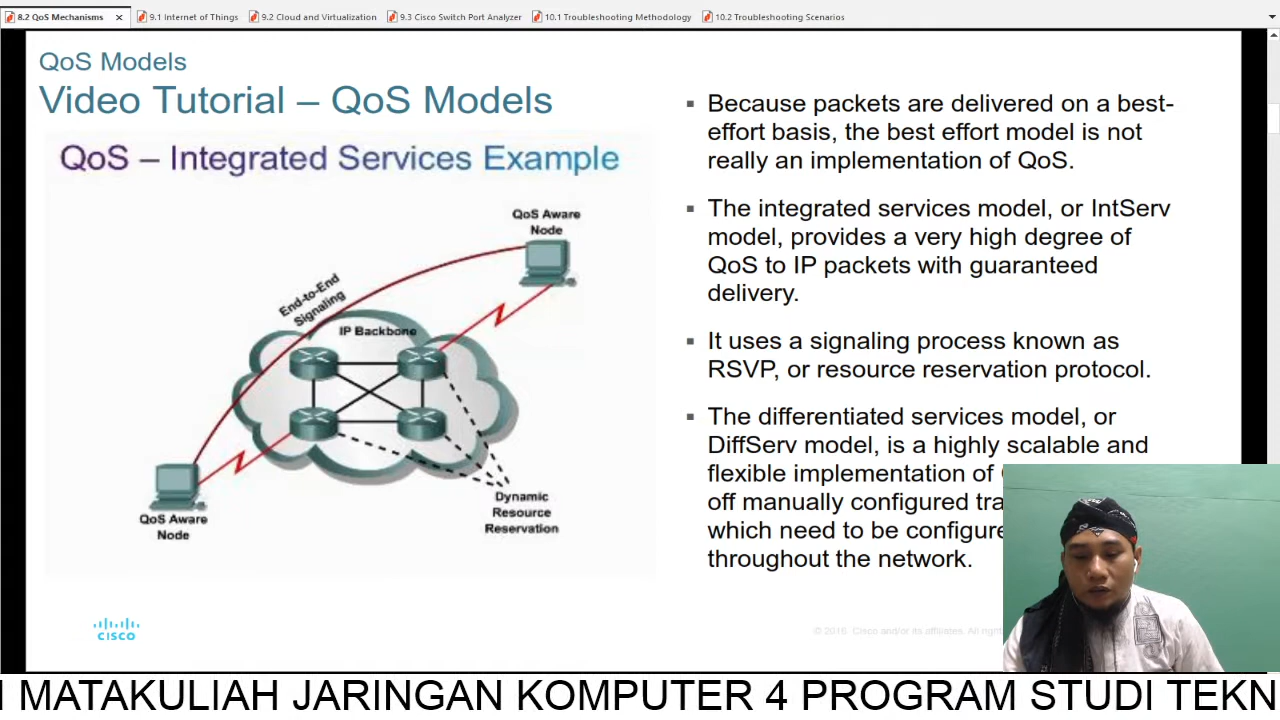 8.2 QoS Mechanisms
9.1 Internet of Things
9.2 Cloud and Virtualization
9.3 Cisco Switch Port Analyzer
10.1 Troubleshooting Methodology
10.2 Troubleshooting Scenarios
QoS Models
Video Tutorial – QoS Models
QoS – Integrated Services Example
QoS Aware
Node
End-to-End
Signaling
IP Backbone
QoS Aware
Node
Dynamic
Resource
Reservation
▪ Because packets are delivered on a best-
effort basis, the best effort model is not
really an implementation of QoS.
▪ The integrated services model, or IntServ
model, provides a very high degree of
QoS to IP packets with guaranteed
delivery.
▪ It uses a signaling process known as
RSVP, or resource reservation protocol.
▪ The differentiated services model, or
DiffServ model, is a highly scalable and
flexible implementation of
off manually configured
which need to be
throughout the network.
CISCO
© 2016 Cisco and/or its affiliates. All
MATAKULIAH JARINGAN KOMPUTER 4 PROGRAM STUDI